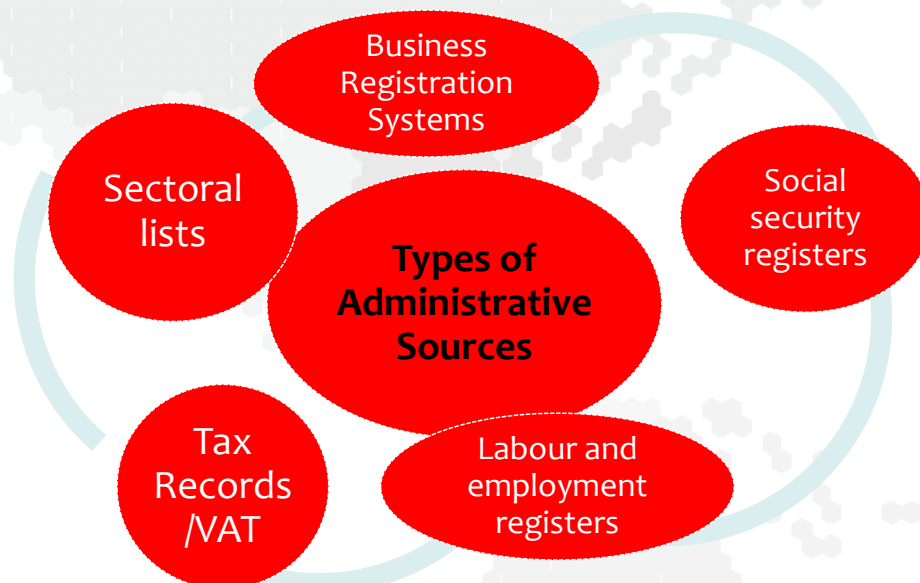 Business
Registration
Systems
Sectoral
lists
Social
security
registers
Types of
Administrative
Sources
Tax
Records
/VAT
Labour and
employment
registers